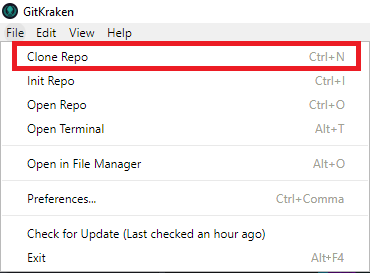 GitKraken
File Edit View Help
Clone Repo Ctrl+N
Init Repo Ctrl+I
Open Repo Ctrl+O
Open Terminal Alt+T
Open in File Manager Alt+O
Preferences... Ctrl+Comma
Check for Update (Last checked an hour ago)
Exit Alt+F4